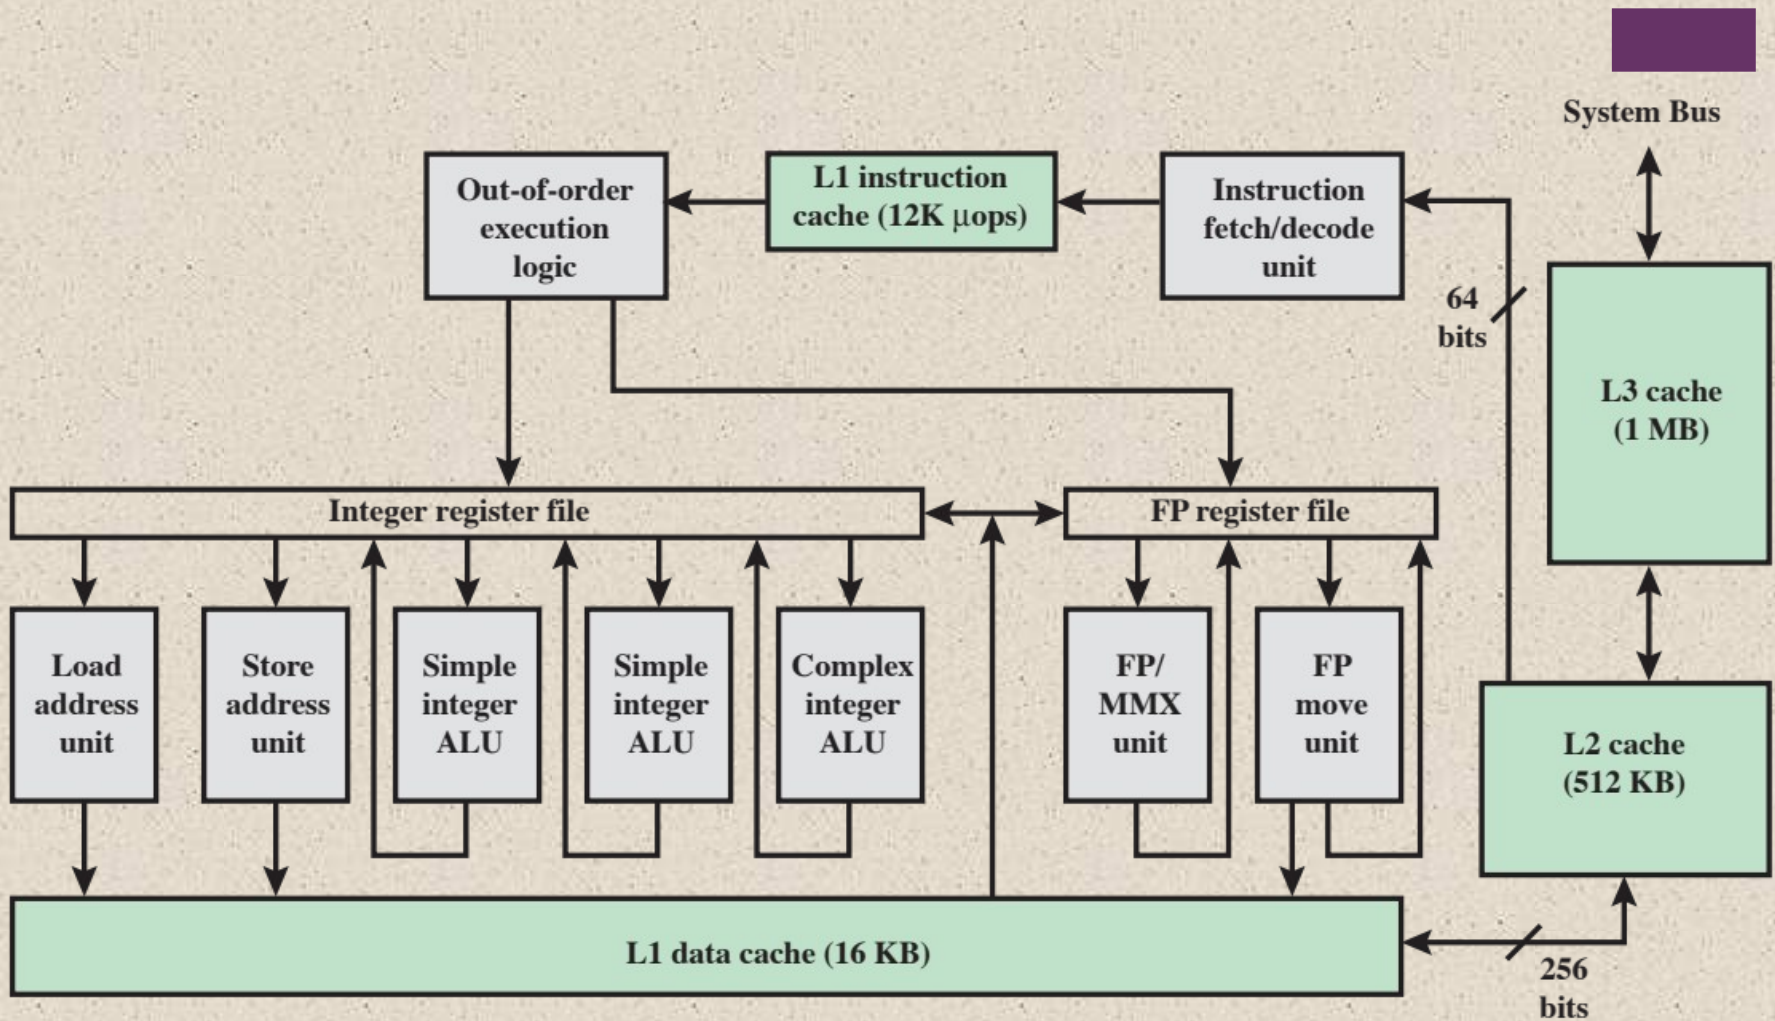 System Bus
Out-of-order
execution
logic
L1 instruction
cache (12K μops)
Instruction
fetch/decode
unit
64
bits
L3 cache
(1 MB)
Integer register file
FP register file
Load
address
unit
Store
address
unit
Simple
integer
ALU
Simple
integer
ALU
Complex
integer
ALU
FP/
MMX
unit
FP
move
unit
L2 cache
(512 KB)
L1 data cache (16 KB)
256
bits